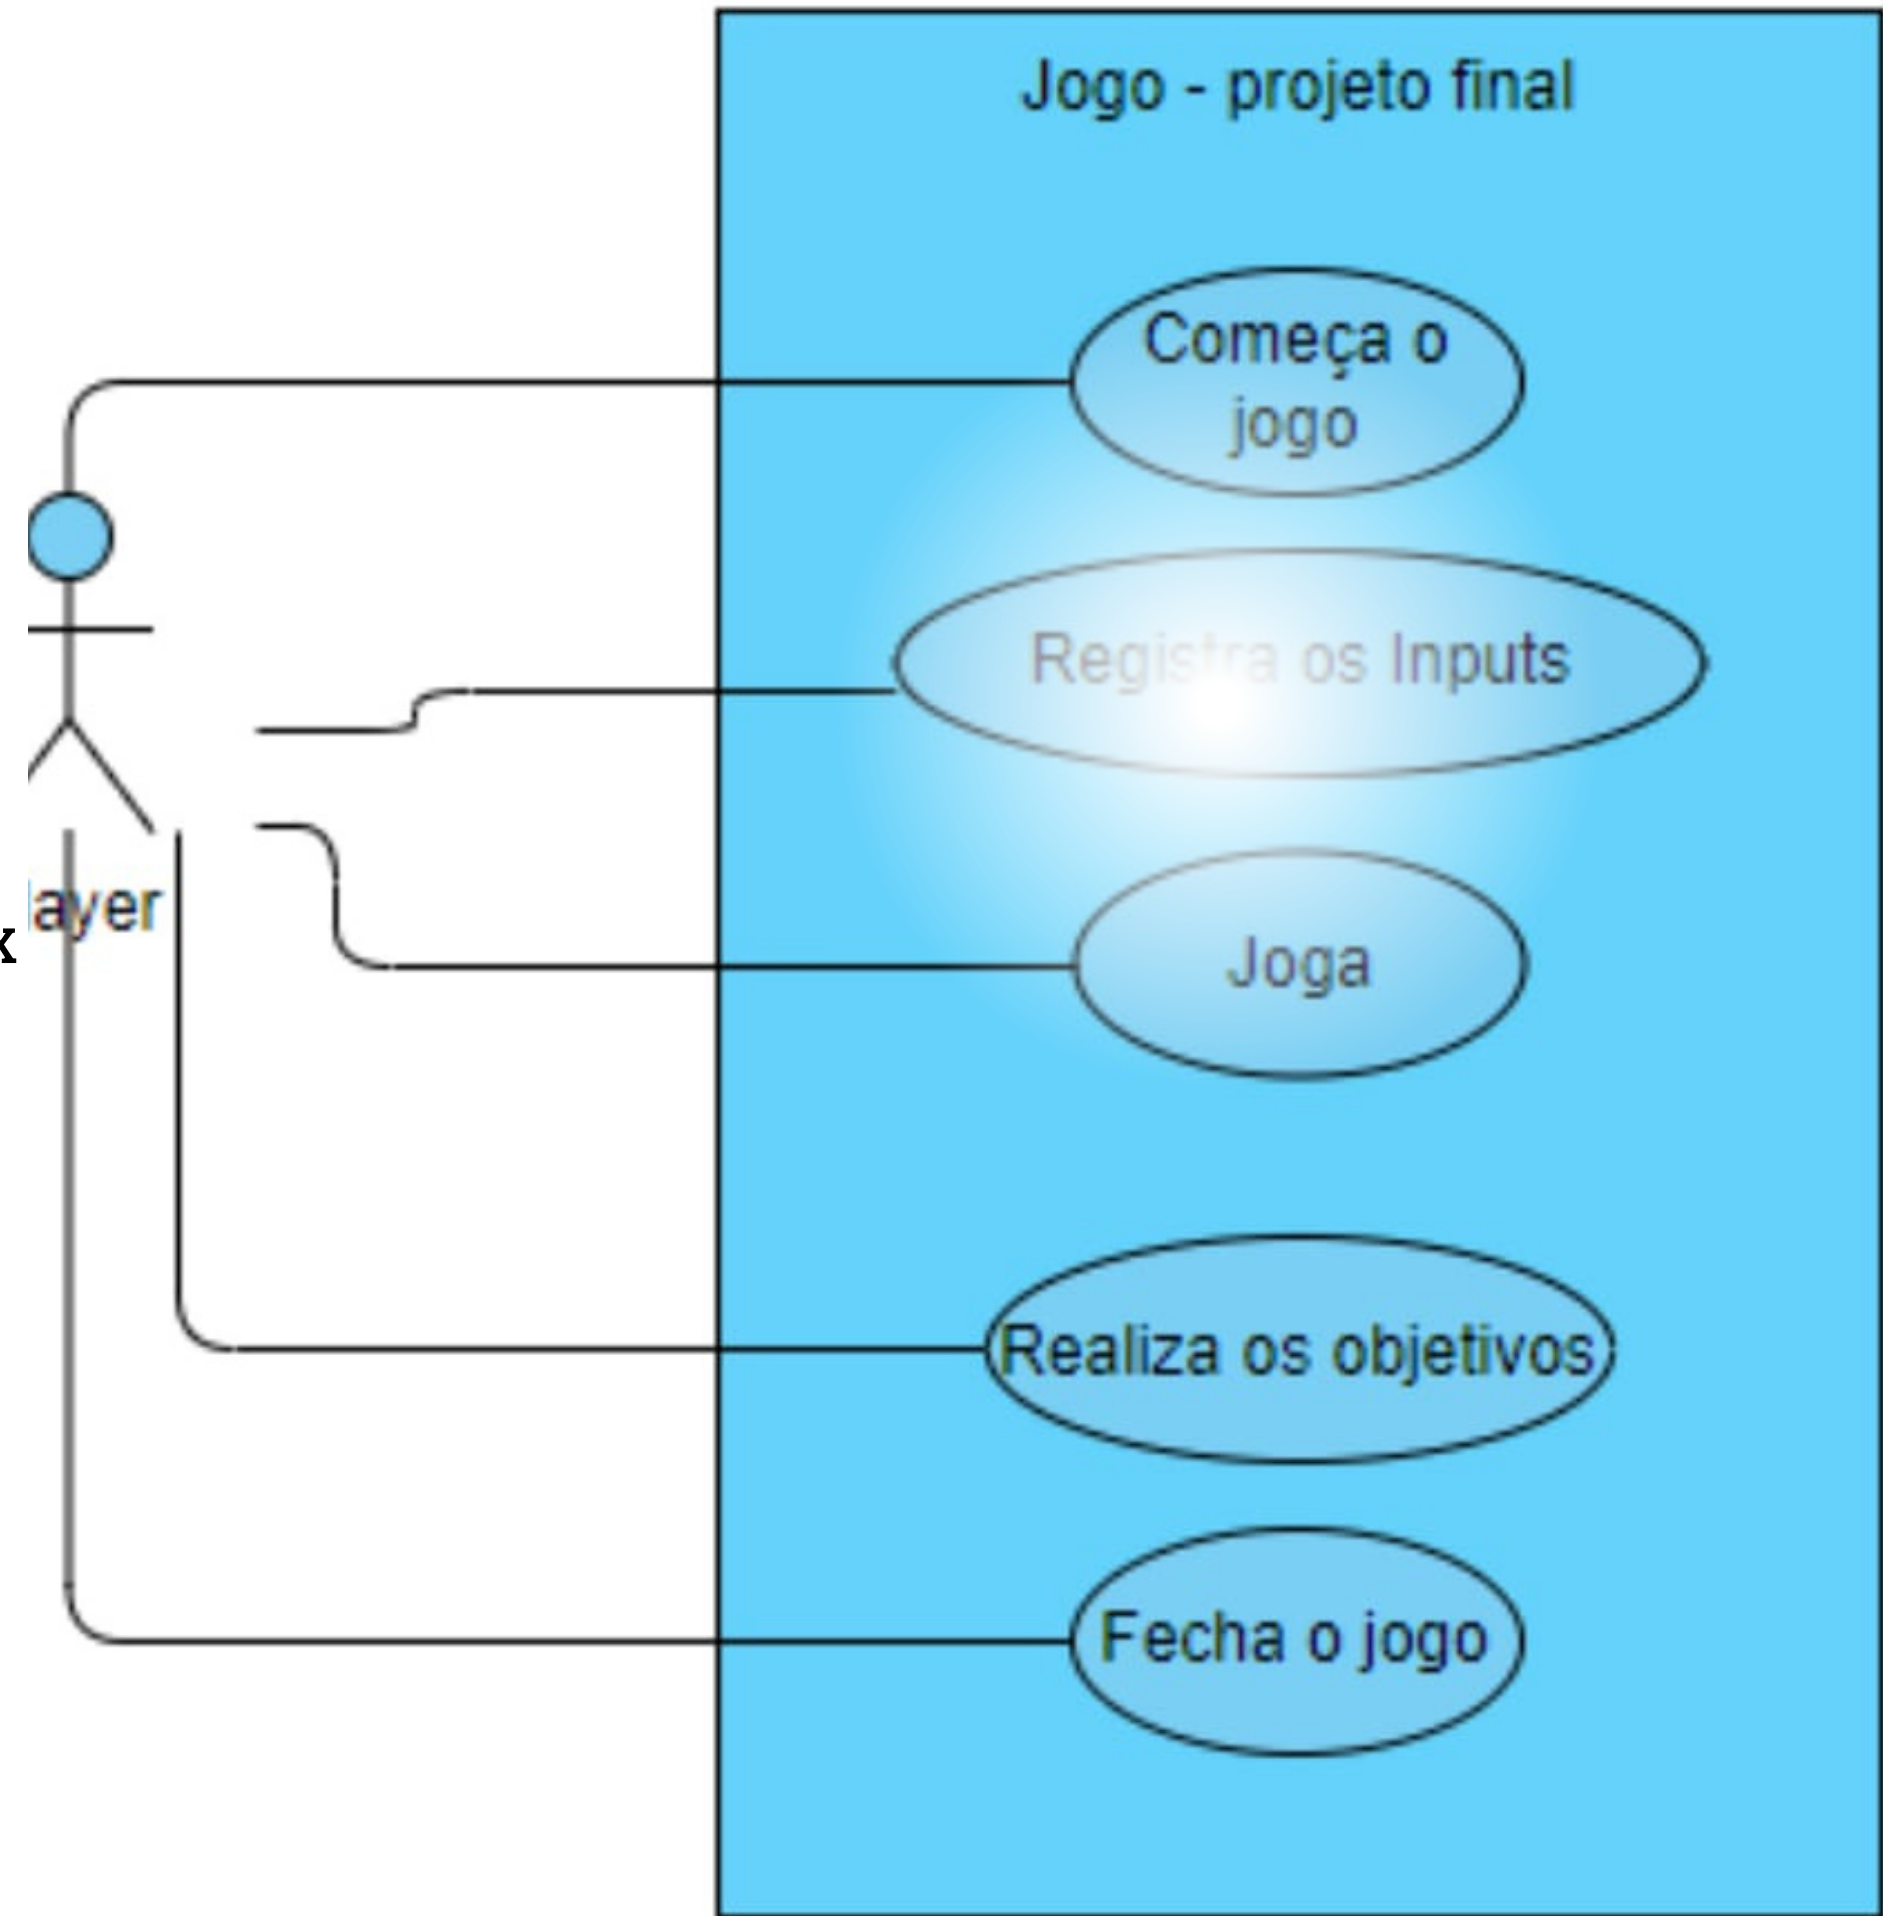 Jogo - projeto final
Começa o
jogo
Registra os Inputs
ayer
x
Joga
Realiza os objetivos
Fecha o jogo